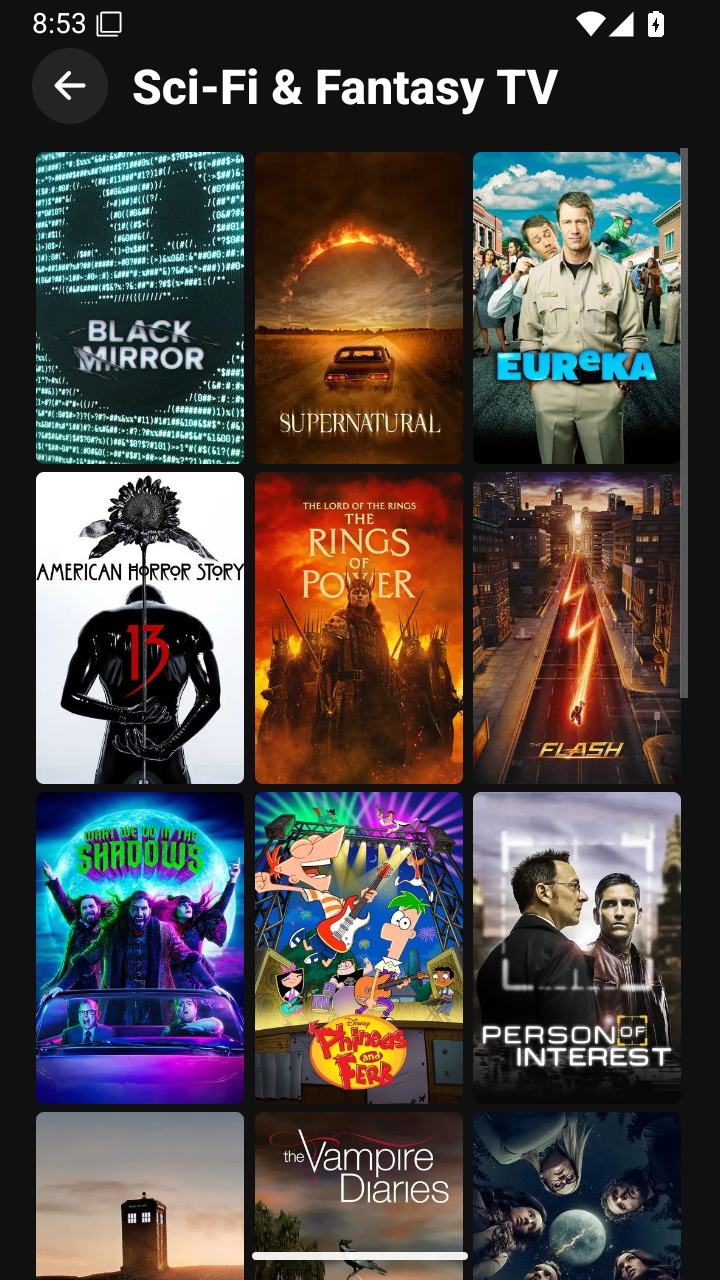 8:53
Sci-Fi & Fantasy TV
BLACK
MIRROR
SUPERNATURAL
EUReKA
AMERICAN HORROR STORY
13
THE LORD OF THE RINGS
THE
RINGS
OF
POWER
THE FLASH
WHAT WE DO IN THE
SHADOWS
Disney
Phineas
and
FERB
PERSON OF
INTEREST
the Vampire
Diaries